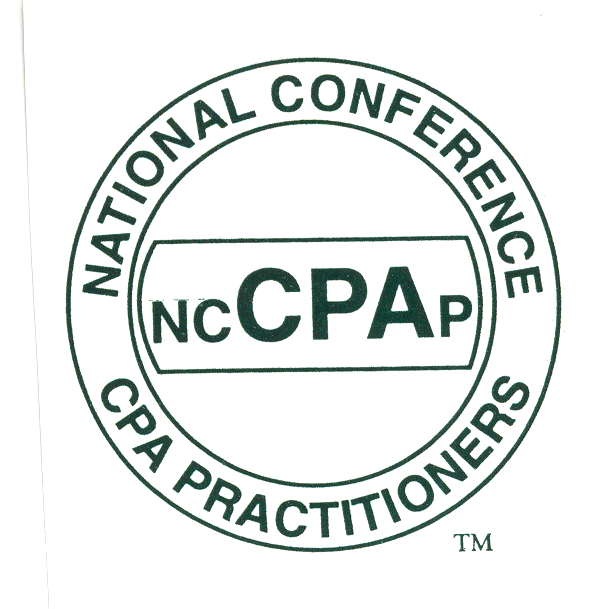 NATIONAL CONFERENCE
NCCPAP
CPA PRACTITIONERS
TM